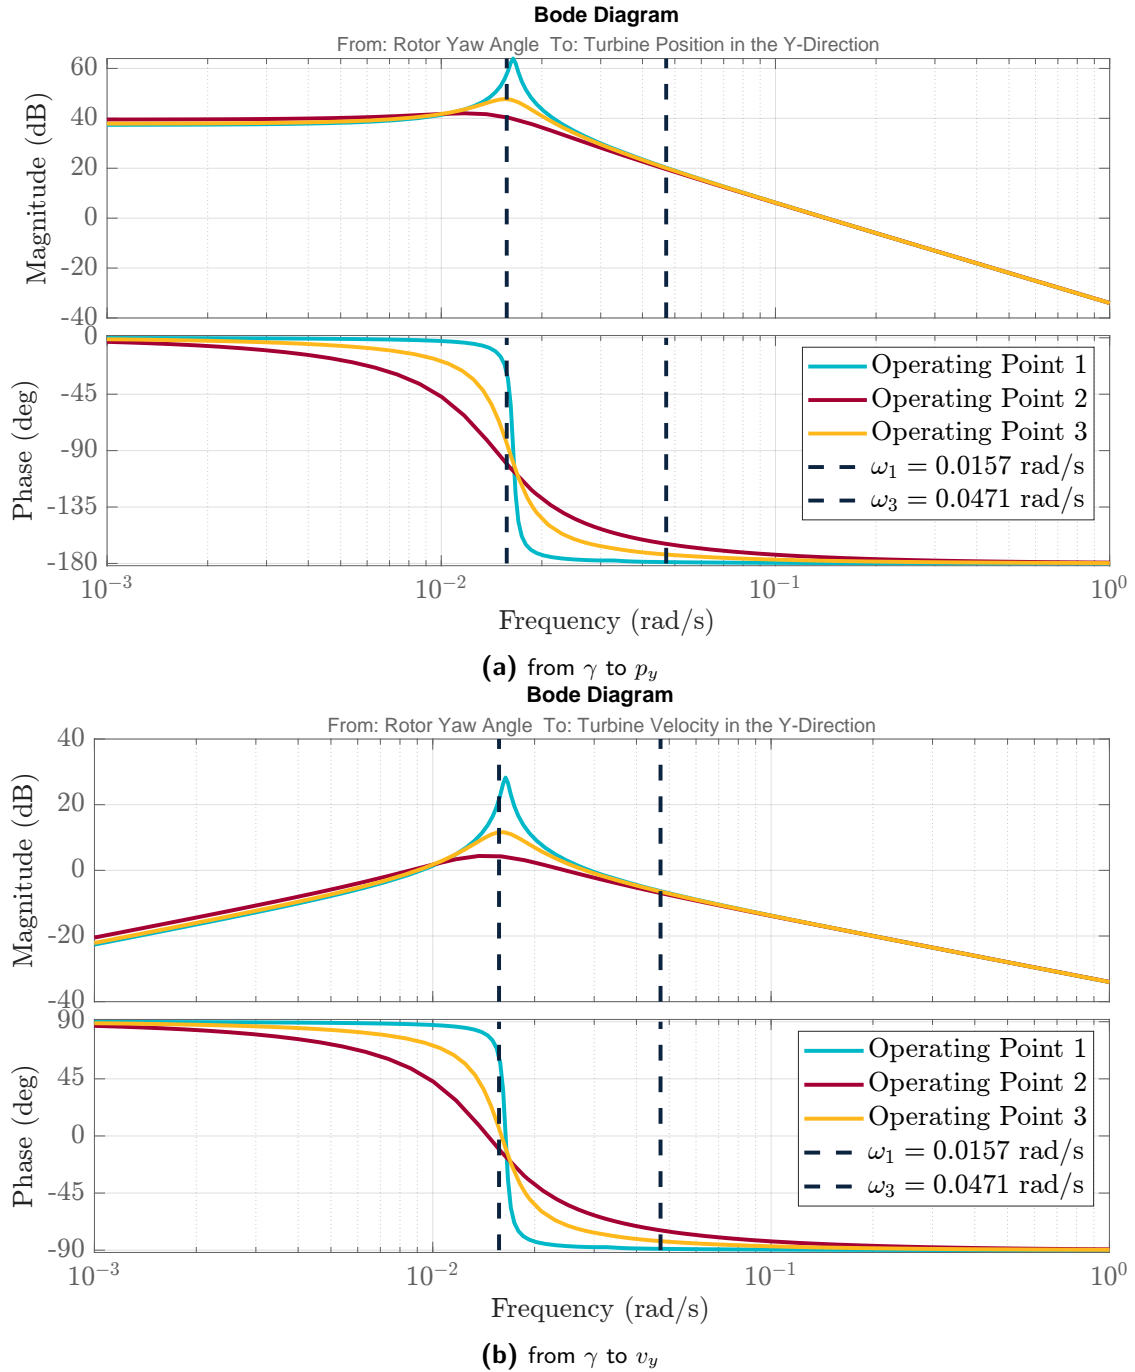 Bode Diagram
From: Rotor Yaw Angle To: Turbine Position in the Y-Direction
Magnitude (dB)
60
40
20
0
-20
-40
Phase (deg)
0
-45
-90
-135
-180
Operating Point 1
Operating Point 2
Operating Point 3
ω₁ = 0.0157 rad/s
ω₃ = 0.0471 rad/s
10⁻³ 10⁻² 10⁻¹ 10⁰
Frequency (rad/s)
(a) from γ to p_y
Bode Diagram
From: Rotor Yaw Angle To: Turbine Velocity in the Y-Direction
Magnitude (dB)
40
20
0
-20
-40
Phase (deg)
90
45
0
-45
-90
Operating Point 1
Operating Point 2
Operating Point 3
ω₁ = 0.0157 rad/s
ω₃ = 0.0471 rad/s
10⁻³ 10⁻² 10⁻¹ 10⁰
Frequency (rad/s)
(b) from γ to v_y